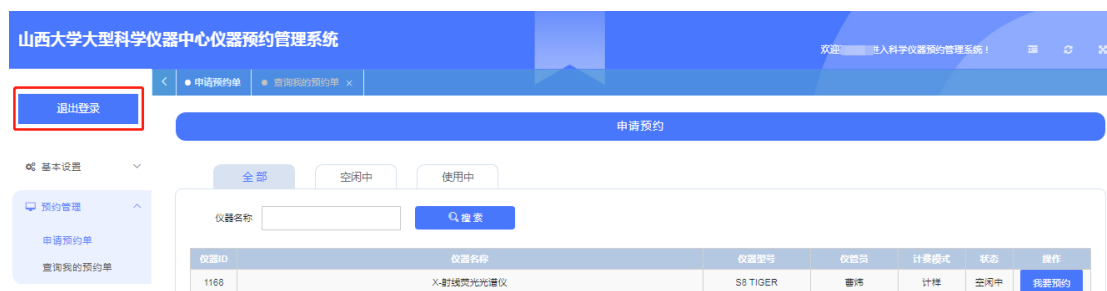 山西大学大型科学仪器中心仪器预约管理系统
欢迎 进入科学仪器预约管理系统！
申请预约单 查询我的预约单 ×
退出登录
申请预约
基本设置
全部 空闲中 使用中
预约管理
仪器名称 搜索
申请预约单
查询我的预约单
仪器ID 仪器名称 仪器型号 仪管员 计费模式 状态 操作
1168 X-射线荧光光谱仪 S8 TIGER 曹炜 计样 空闲中 我要预约